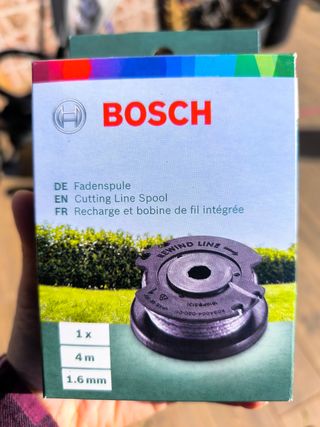 BOSCH
DE Fadenspule
EN Cutting Line Spool
FR Recharge et bobine de fil intégrée
REWIND LINE
1 x
4 m
1.6 mm